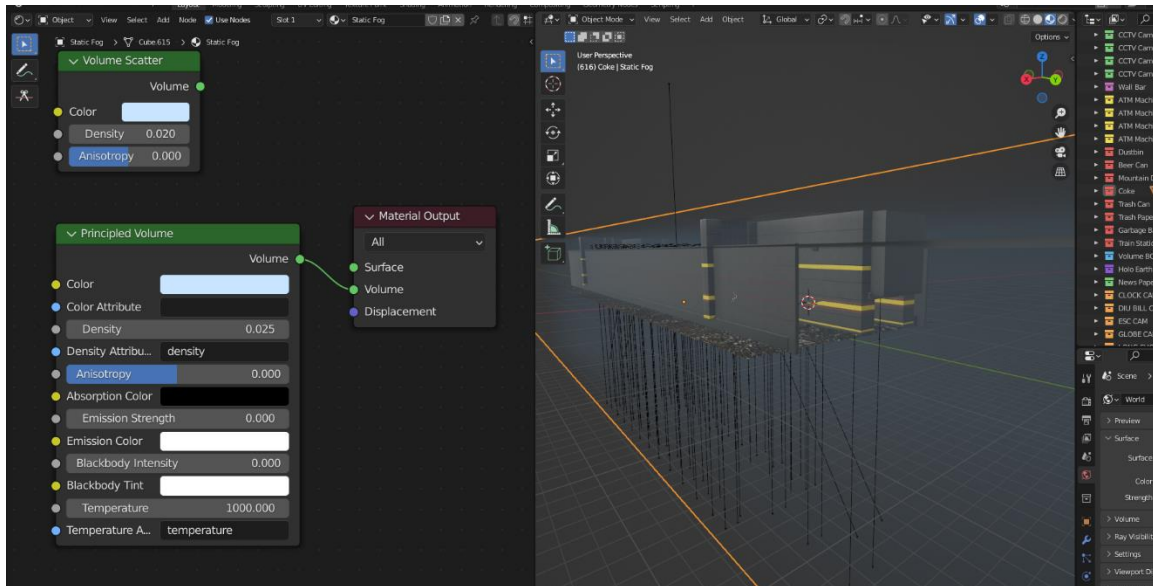 Object
View
Select
Add
Node
Use Nodes
Slot 1
Static Fog
Object Mode
View
Select
Add
Object
Global
Static Fog > Cube.615 > Static Fog
Options
User Perspective
(616) Coke | Static Fog
Volume Scatter
Volume
Color
Density 0.020
Anisotropy 0.000
Principled Volume
Volume
Color
Color Attribute
Density 0.025
Density Attribu... density
Anisotropy 0.000
Absorption Color
Emission Strength 0.000
Emission Color
Blackbody Intensity 0.000
Blackbody Tint
Temperature 1000.000
Temperature A... temperature
Material Output
All
Surface
Volume
Displacement
Z
Y
CCTV Cam
CCTV Cam
CCTV Cam
CCTV Cam
Wall Bar
ATM Mach
ATM Mach
ATM Mach
ATM Mach
Dustbin
Beer Can
Mountain D
Coke
Trash Can
Trash Pape
Garbage B
Train Stati
Volume BO
Holo Earth
News Pape
CLOCK CA
DIU BILL C
ESC CAM
GLOBE CA
Scene
World
Preview
Surface
Surface
Color
Strength
Volume
Ray Visibilit
Settings
Viewport Di